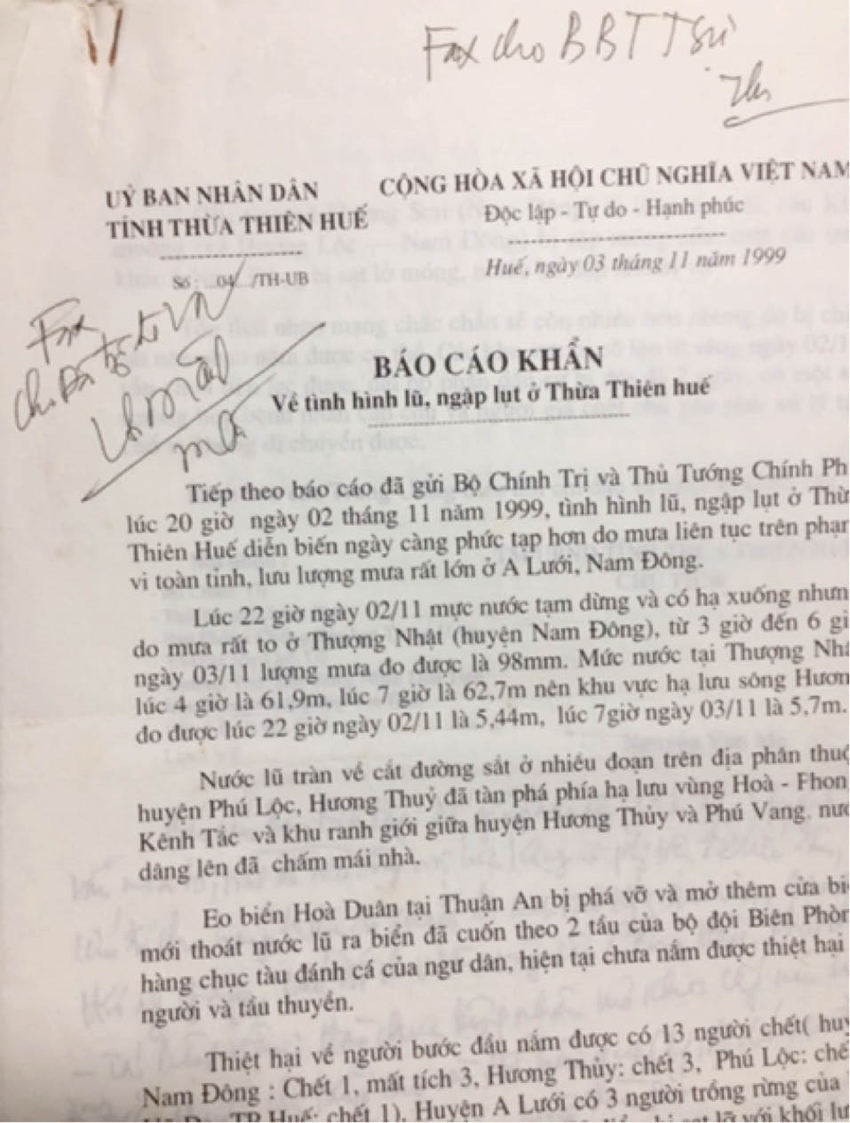 Fax cho BBTT
UỶ BAN NHÂN DÂN
TỈNH THỪA THIÊN HUẾ
Số : 04 /TH-UB
CỘNG HÒA XÃ HỘI CHŨ NGHĨA VIỆT NAM
Độc lập - Tự do - Hạnh phúc
Huế, ngày 03 tháng 11 năm 1999
Fax
BÁO CÁO KHẨN
Về tình hình lũ, ngập lụt ở Thừa Thiên huế
Tiếp theo báo cáo đã gửi Bộ Chính Trị và Thủ Tướng Chính Ph
lúc 20 giờ ngày 02 tháng 11 năm 1999, tình hình lũ, ngập lụt ở Thừ
Thiên Huế diễn biến ngày càng phức tạp hơn do mưa liên tục trên phạm
vi toàn tỉnh, lưu lượng mưa rất lớn ở A Lưới, Nam Đông.
Lúc 22 giờ ngày 02/11 mực nước tạm dừng và có hạ xuống nhưn
do mưa rất to ở Thượng Nhật (huyện Nam Đông), từ 3 giờ đến 6 gi
ngày 03/11 lượng mưa đo được là 98mm. Mức nước tại Thượng Nhậ
lúc 4 giờ là 61,9m, lúc 7 giờ là 62,7m nên khu vực hạ lưu sông Hươn
đo được lúc 22 giờ ngày 02/11 là 5,44m, lúc 7giờ ngày 03/11 là 5,7m.
Nước lũ tràn về cắt đường sắt ở nhiều đoạn trên địa phân thuộ
huyện Phú Lộc, Hương Thuỷ đã tàn phá phía hạ lưu vùng Hoà - Fhon
Kênh Tắc và khu ranh giới giữa huyện Hương Thủy và Phú Vang, nướ
dâng lên đã chấm mái nhà.
Eo biển Hoà Duân tại Thuận An bị phá vỡ và mở thêm cửa bi
mới thoát nước lũ ra biển đã cuốn theo 2 tầu của bộ đội Biên Phòn
hàng chục tàu đánh cá của ngư dân, hiện tại chưa nắm được thiệt hại
người và tầu thuyền.
Thiệt hại về người bước đầu nắm được có 13 người chết( huy
Nam Đông : Chết 1, mất tích 3, Hương Thủy: chết 3, Phú Lộc: chế
TP Huế: chết 1). Huyện A Lưới có 3 người trồng rừng của